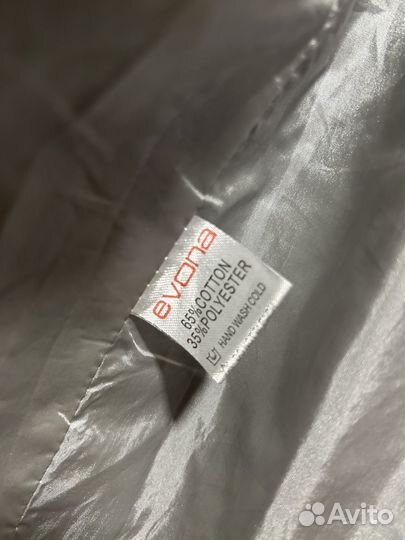 evona
65%COTTON
35%POLYESTER
HAND WASH COLD
Avito